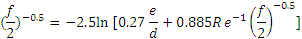 (f/2)^−0.5 = −2.5ln [0.27 e/d + 0.885R e^−1 (f/2)^−0.5 ]